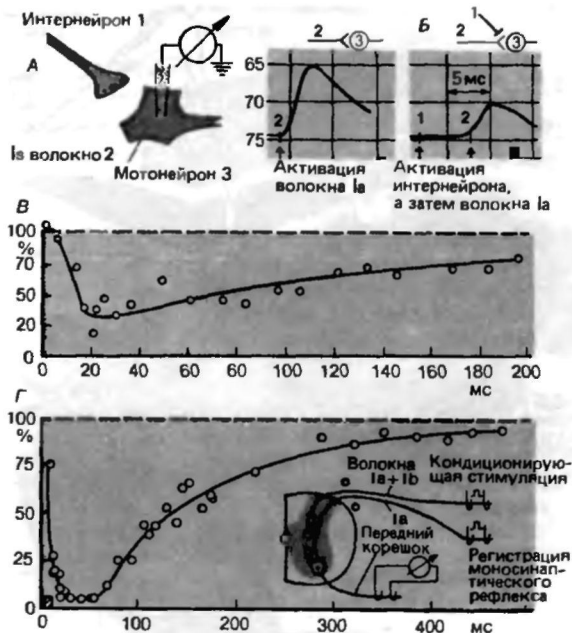 Интернейрон 1
А
Is волокно 2
Мотонейрон 3
2
3
65
70
75
2
Активация
волокна Ia
1
Б
2
3
5 мс
1
2
Активация
интернейрона,
а затем волокна Ia
В
100
%
70
50
20
0
0 20 40 60 80 100 120 140 160 180 200
мс
Г
100
%
75
50
25
0
0 100 200 300 400
мс
Волокна
Ia+Ib
Ia
Кондиционирую-
щая стимуляция
Передний
корешок
Регистрация
моносинап-
тического
рефлекса